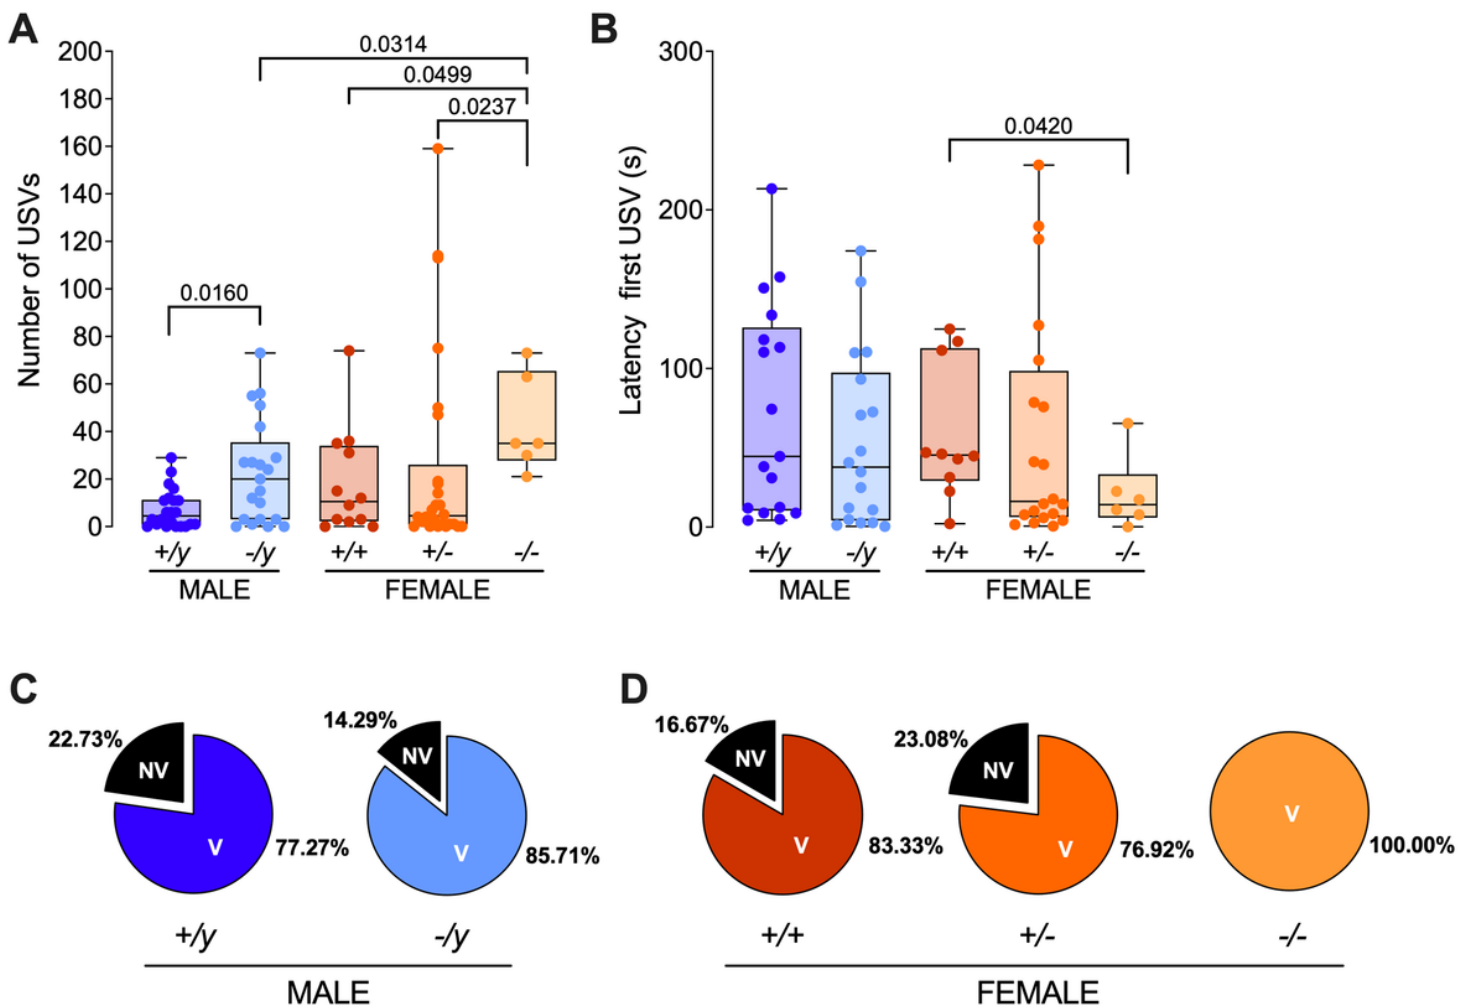 A
B
Number of USVs
200
180
160
140
120
100
80
60
40
20
0
0.0314
0.0499
0.0237
0.0160
+/y
-/y
+/+
+/-
-/-
MALE
FEMALE
Latency first USV (s)
300
200
100
0
0.0420
+/y
-/y
+/+
+/-
-/-
MALE
FEMALE
C
22.73%
NV
V
77.27%
14.29%
NV
V
85.71%
+/y
-/y
MALE
D
16.67%
NV
V
83.33%
23.08%
NV
V
76.92%
V
100.00%
+/+
+/-
-/-
FEMALE